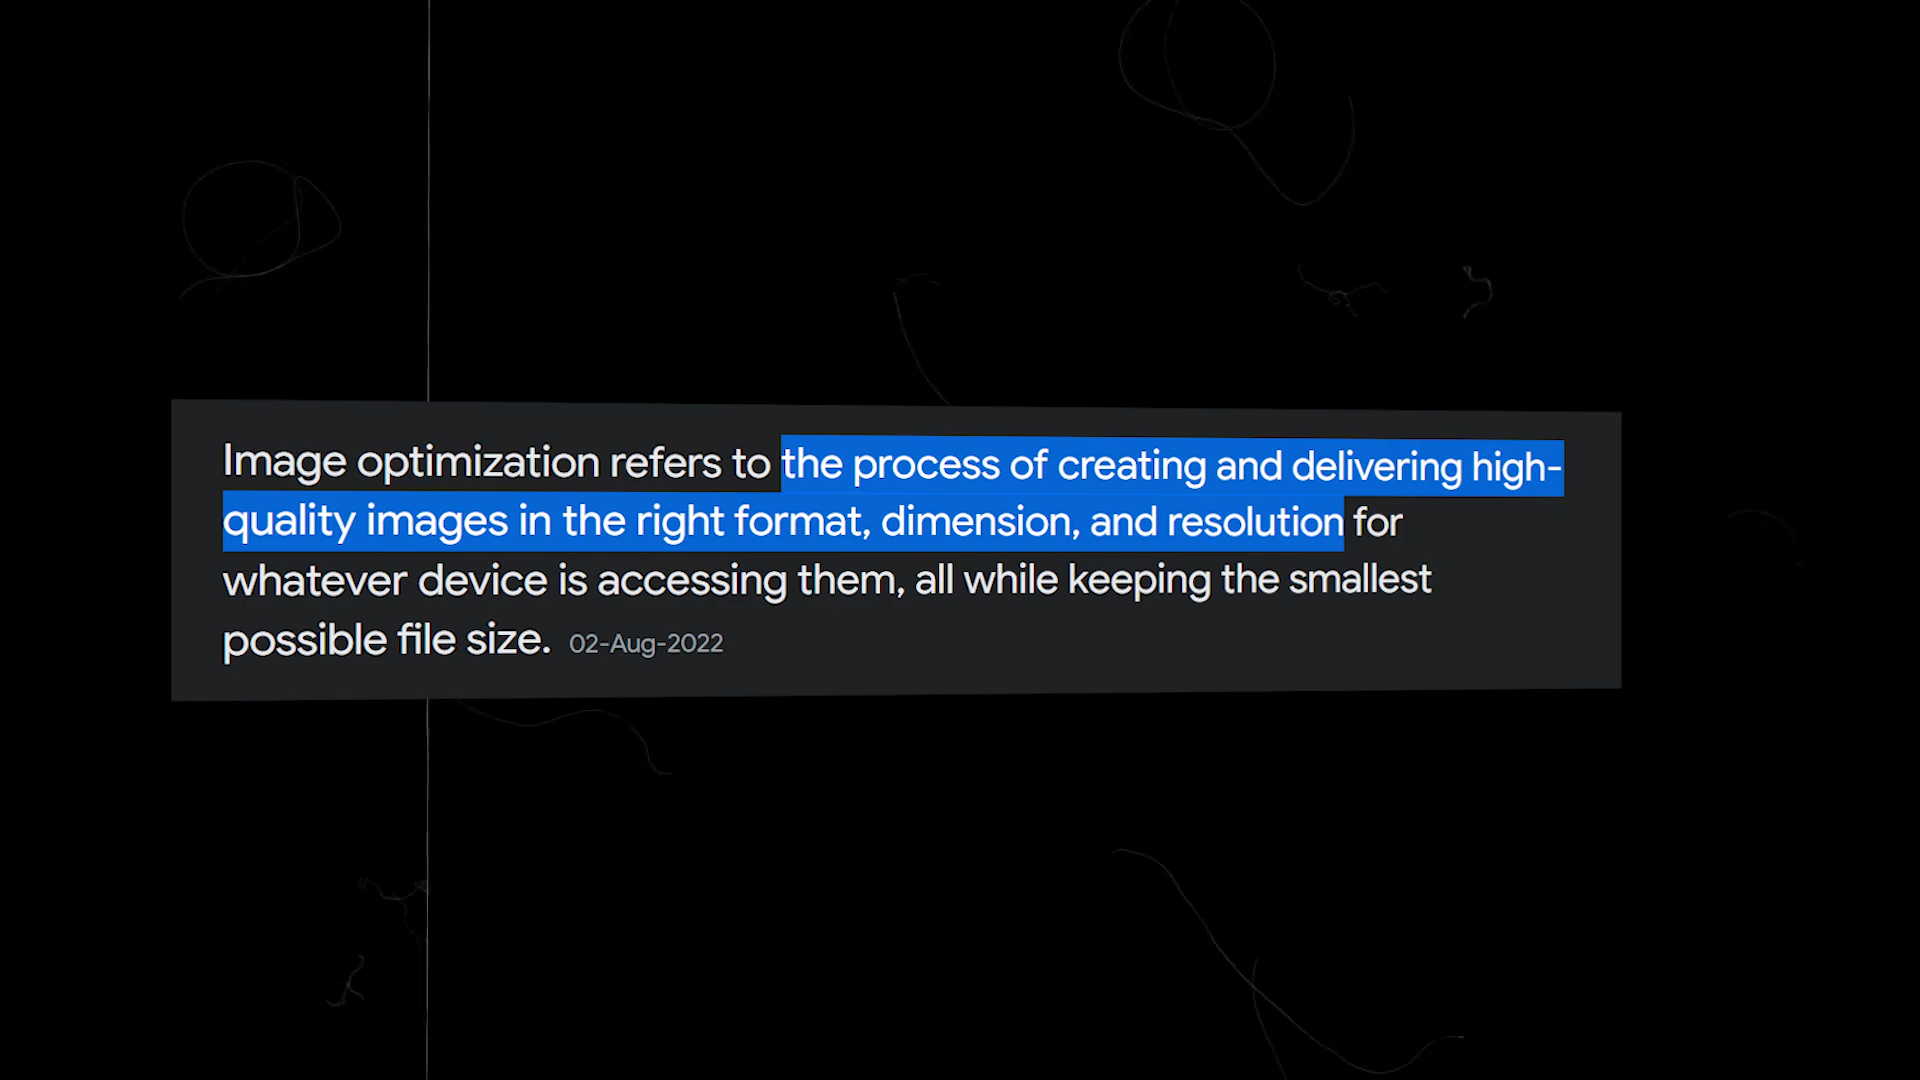 Image optimization refers to the process of creating and delivering high-
quality images in the right format, dimension, and resolution for
whatever device is accessing them, all while keeping the smallest
possible file size. 02-Aug-2022